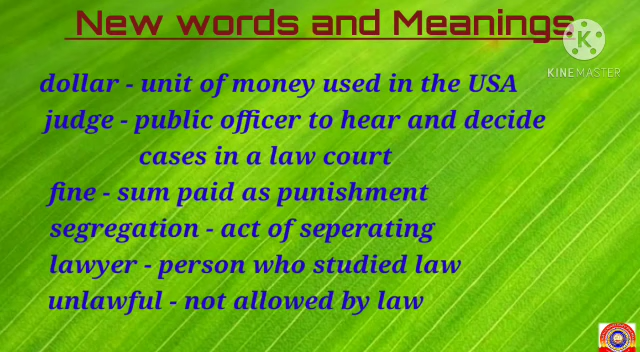 New words and Meanings
KINEMASTER
dollar - unit of money used in the USA
judge - public officer to hear and decide
cases in a law court
fine - sum paid as punishment
segregation - act of seperating
lawyer - person who studied law
unlawful - not allowed by law